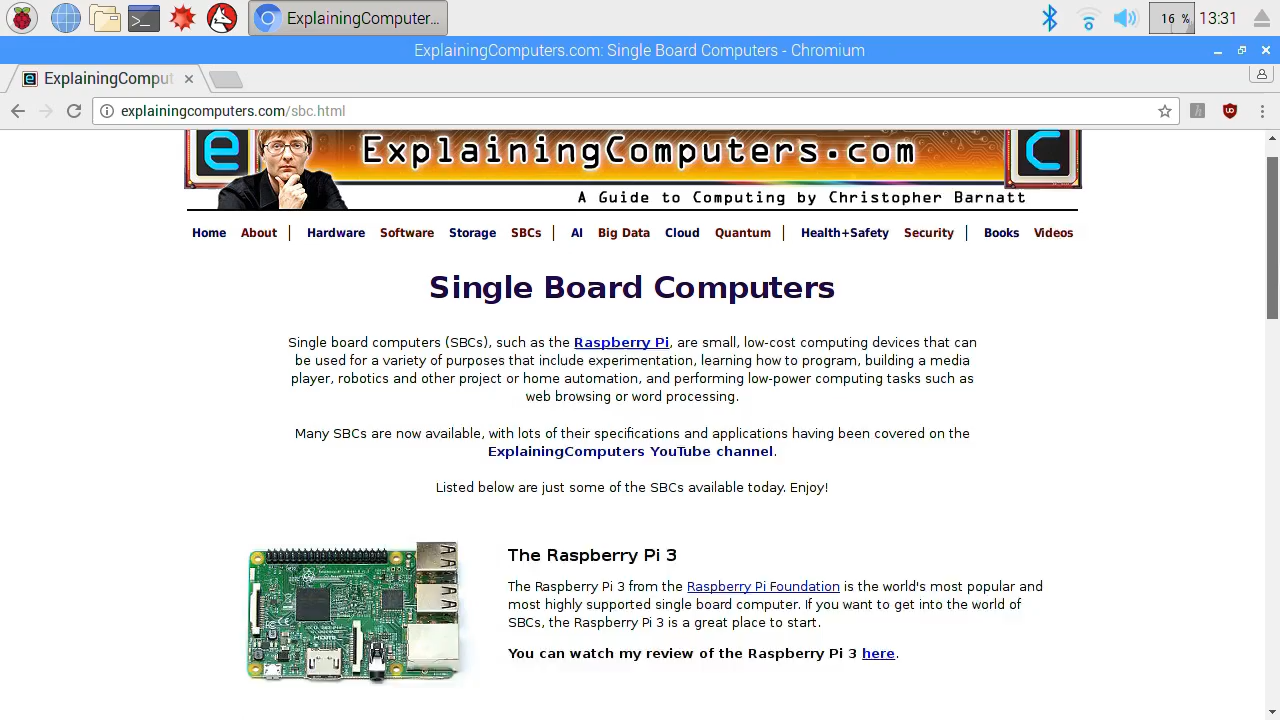 ExplainingComputer...
16 %
13:31
ExplainingComputers.com: Single Board Computers - Chromium
ExplainingComput
explainingcomputers.com/sbc.html
e ExplainingComputers.com C
A Guide to Computing by Christopher Barnatt
Home About | Hardware Software Storage SBCs | AI Big Data Cloud Quantum | Health+Safety Security | Books Videos
Single Board Computers
Single board computers (SBCs), such as the Raspberry Pi, are small, low-cost computing devices that can
be used for a variety of purposes that include experimentation, learning how to program, building a media
player, robotics and other project or home automation, and performing low-power computing tasks such as
web browsing or word processing.
Many SBCs are now available, with lots of their specifications and applications having been covered on the
ExplainingComputers YouTube channel.
Listed below are just some of the SBCs available today. Enjoy!
The Raspberry Pi 3
The Raspberry Pi 3 from the Raspberry Pi Foundation is the world's most popular and
most highly supported single board computer. If you want to get into the world of
SBCs, the Raspberry Pi 3 is a great place to start.
You can watch my review of the Raspberry Pi 3 here.